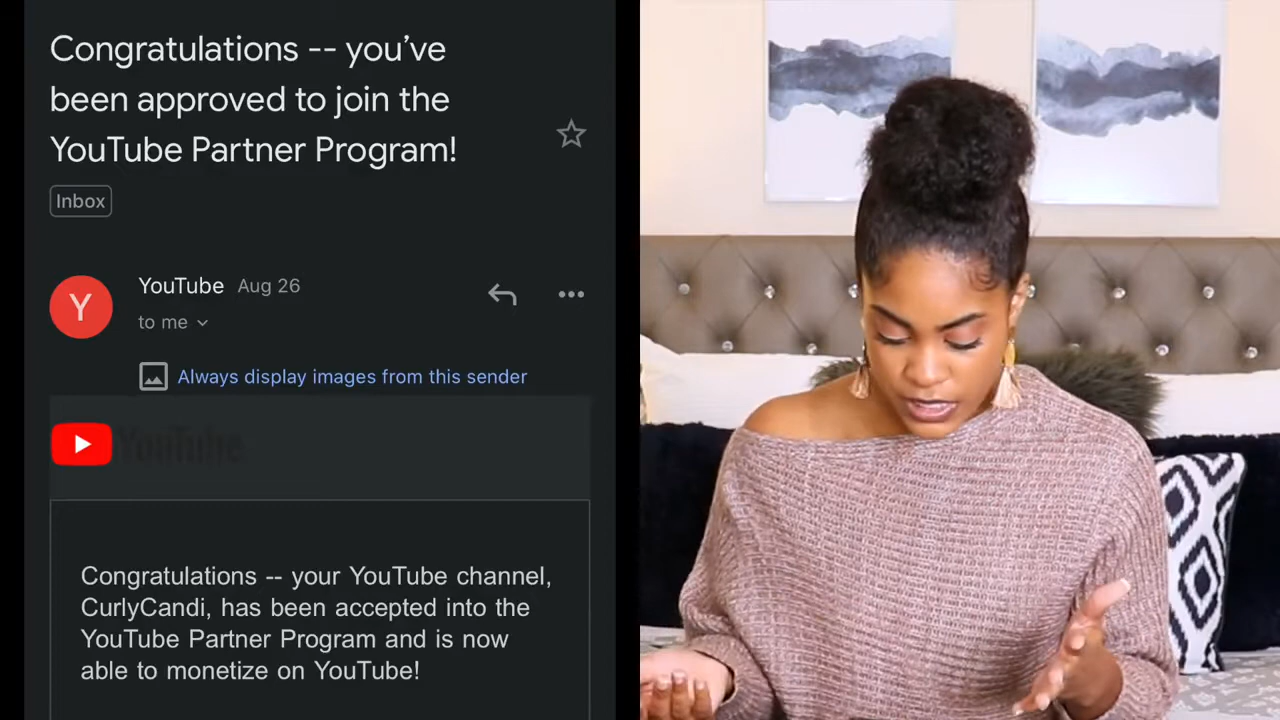 Congratulations -- you’ve
been approved to join the
YouTube Partner Program!
Inbox
Y
YouTube Aug 26
to me
Always display images from this sender
YouTube
Congratulations -- your YouTube channel,
CurlyCandi, has been accepted into the
YouTube Partner Program and is now
able to monetize on YouTube!